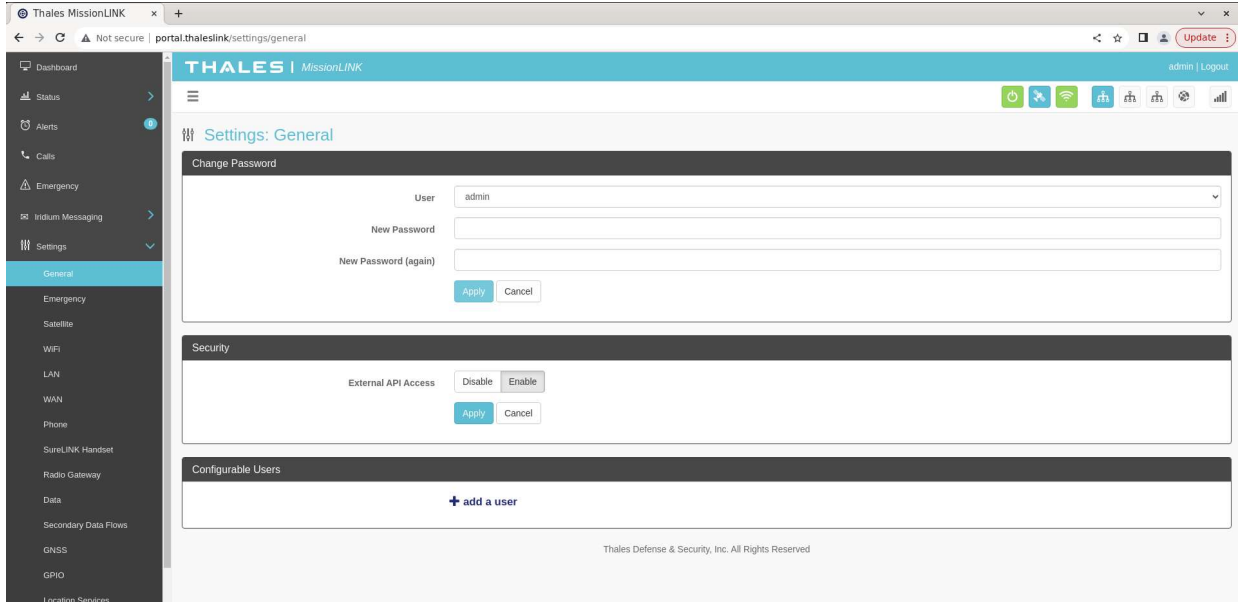 Thales MissionLINK
Not secure | portal.thaleslink/settings/general
Update
Dashboard
Status
Alerts
0
Calls
Emergency
Iridium Messaging
Settings
General
Emergency
Satellite
WiFi
LAN
WAN
Phone
SureLINK Handset
Radio Gateway
Data
Secondary Data Flows
GNSS
GPIO
Location Services
THALES | MissionLINK
admin | Logout
Settings: General
Change Password
User
admin
New Password
New Password (again)
Apply Cancel
Security
External API Access
Disable Enable
Apply Cancel
Configurable Users
+ add a user
Thales Defense & Security, Inc. All Rights Reserved